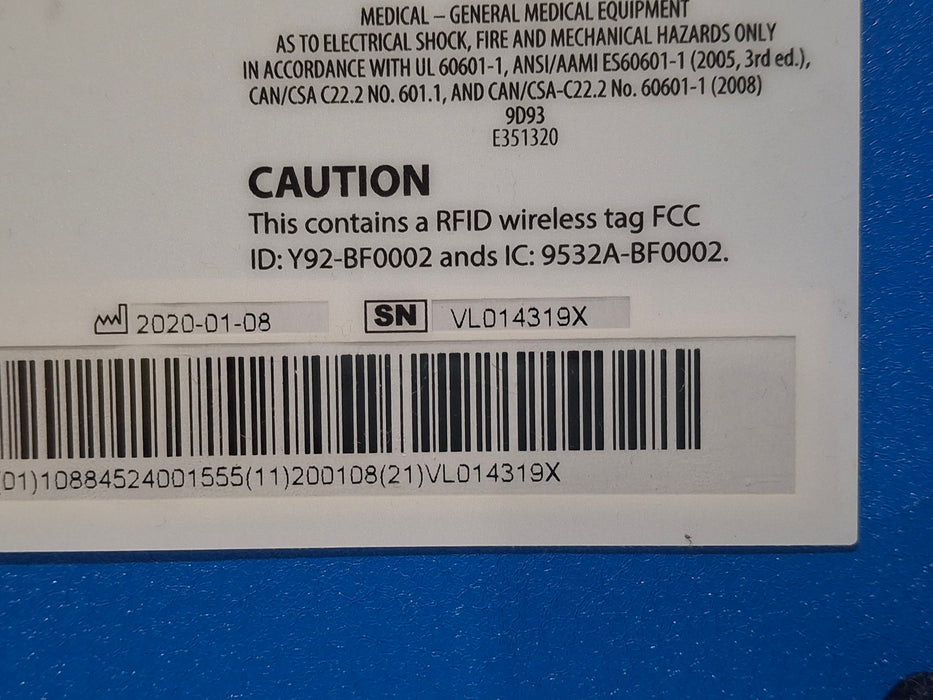 MEDICAL – GENERAL MEDICAL EQUIPMENT
AS TO ELECTRICAL SHOCK, FIRE AND MECHANICAL HAZARDS ONLY
IN ACCORDANCE WITH UL 60601-1, ANSI/AAMI ES60601-1 (2005, 3rd ed.),
CAN/CSA C22.2 NO. 601.1, AND CAN/CSA-C22.2 No. 60601-1 (2008)
9D93
E351320
CAUTION
This contains a RFID wireless tag FCC
ID: Y92-BF0002 ands IC: 9532A-BF0002.
2020-01-08 SN VL014319X
(01)10884524001555(11)200108(21)VL014319X